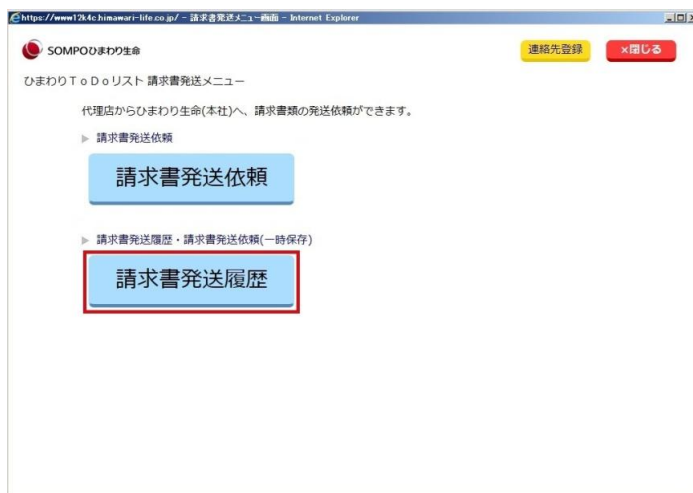 https://www12k4c.himawari-life.co.jp/ - 請求書発送メニュー画面 - Internet Explorer
SOMPOひまわり生命
連絡先登録
×閉じる
ひまわりToDoリスト 請求書発送メニュー
代理店からひまわり生命(本社)へ、請求書類の発送依頼ができます。
▶ 請求書発送依頼
請求書発送依頼
▶ 請求書発送履歴・請求書発送依頼(一時保存)
請求書発送履歴